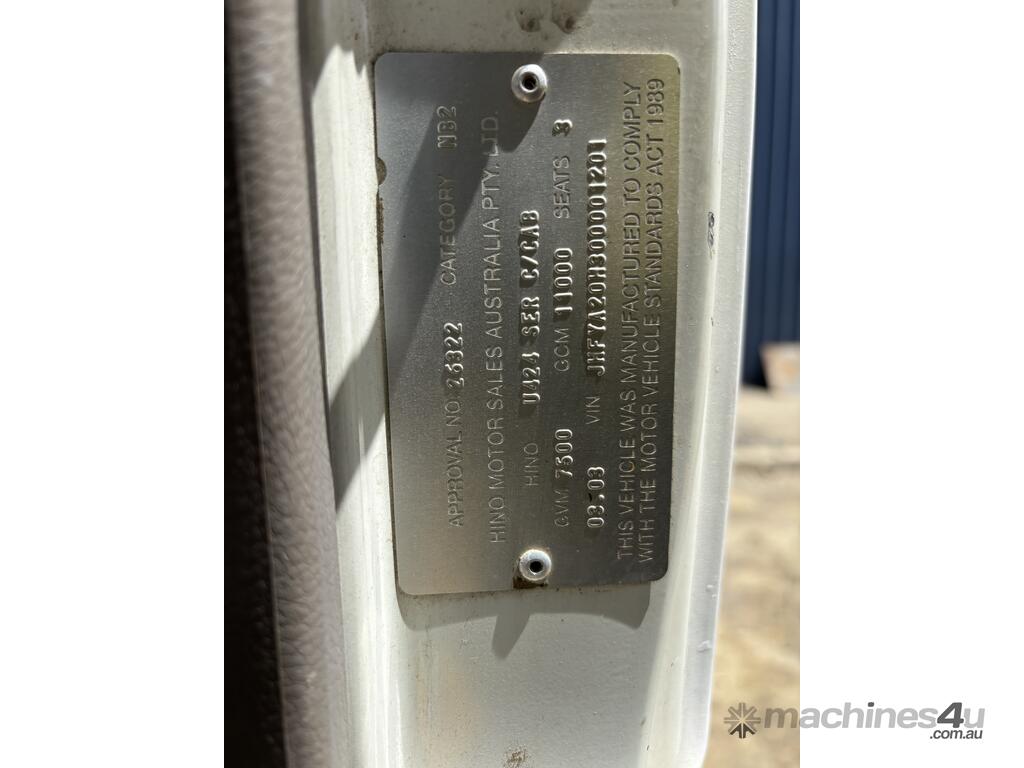 APPROVAL NO. 26322 CATEGORY NB2
HINO MOTOR SALES AUSTRALIA PTY. LTD.
HINO U424 SER C/CAB
GVM 7500 GCM 11000 SEATS 3
03.03 VIN JHFYA20H300001201
THIS VEHICLE WAS MANUFACTURED TO COMPLY
WITH THE MOTOR VEHICLE STANDARDS ACT 1989
machines4u
.com.au